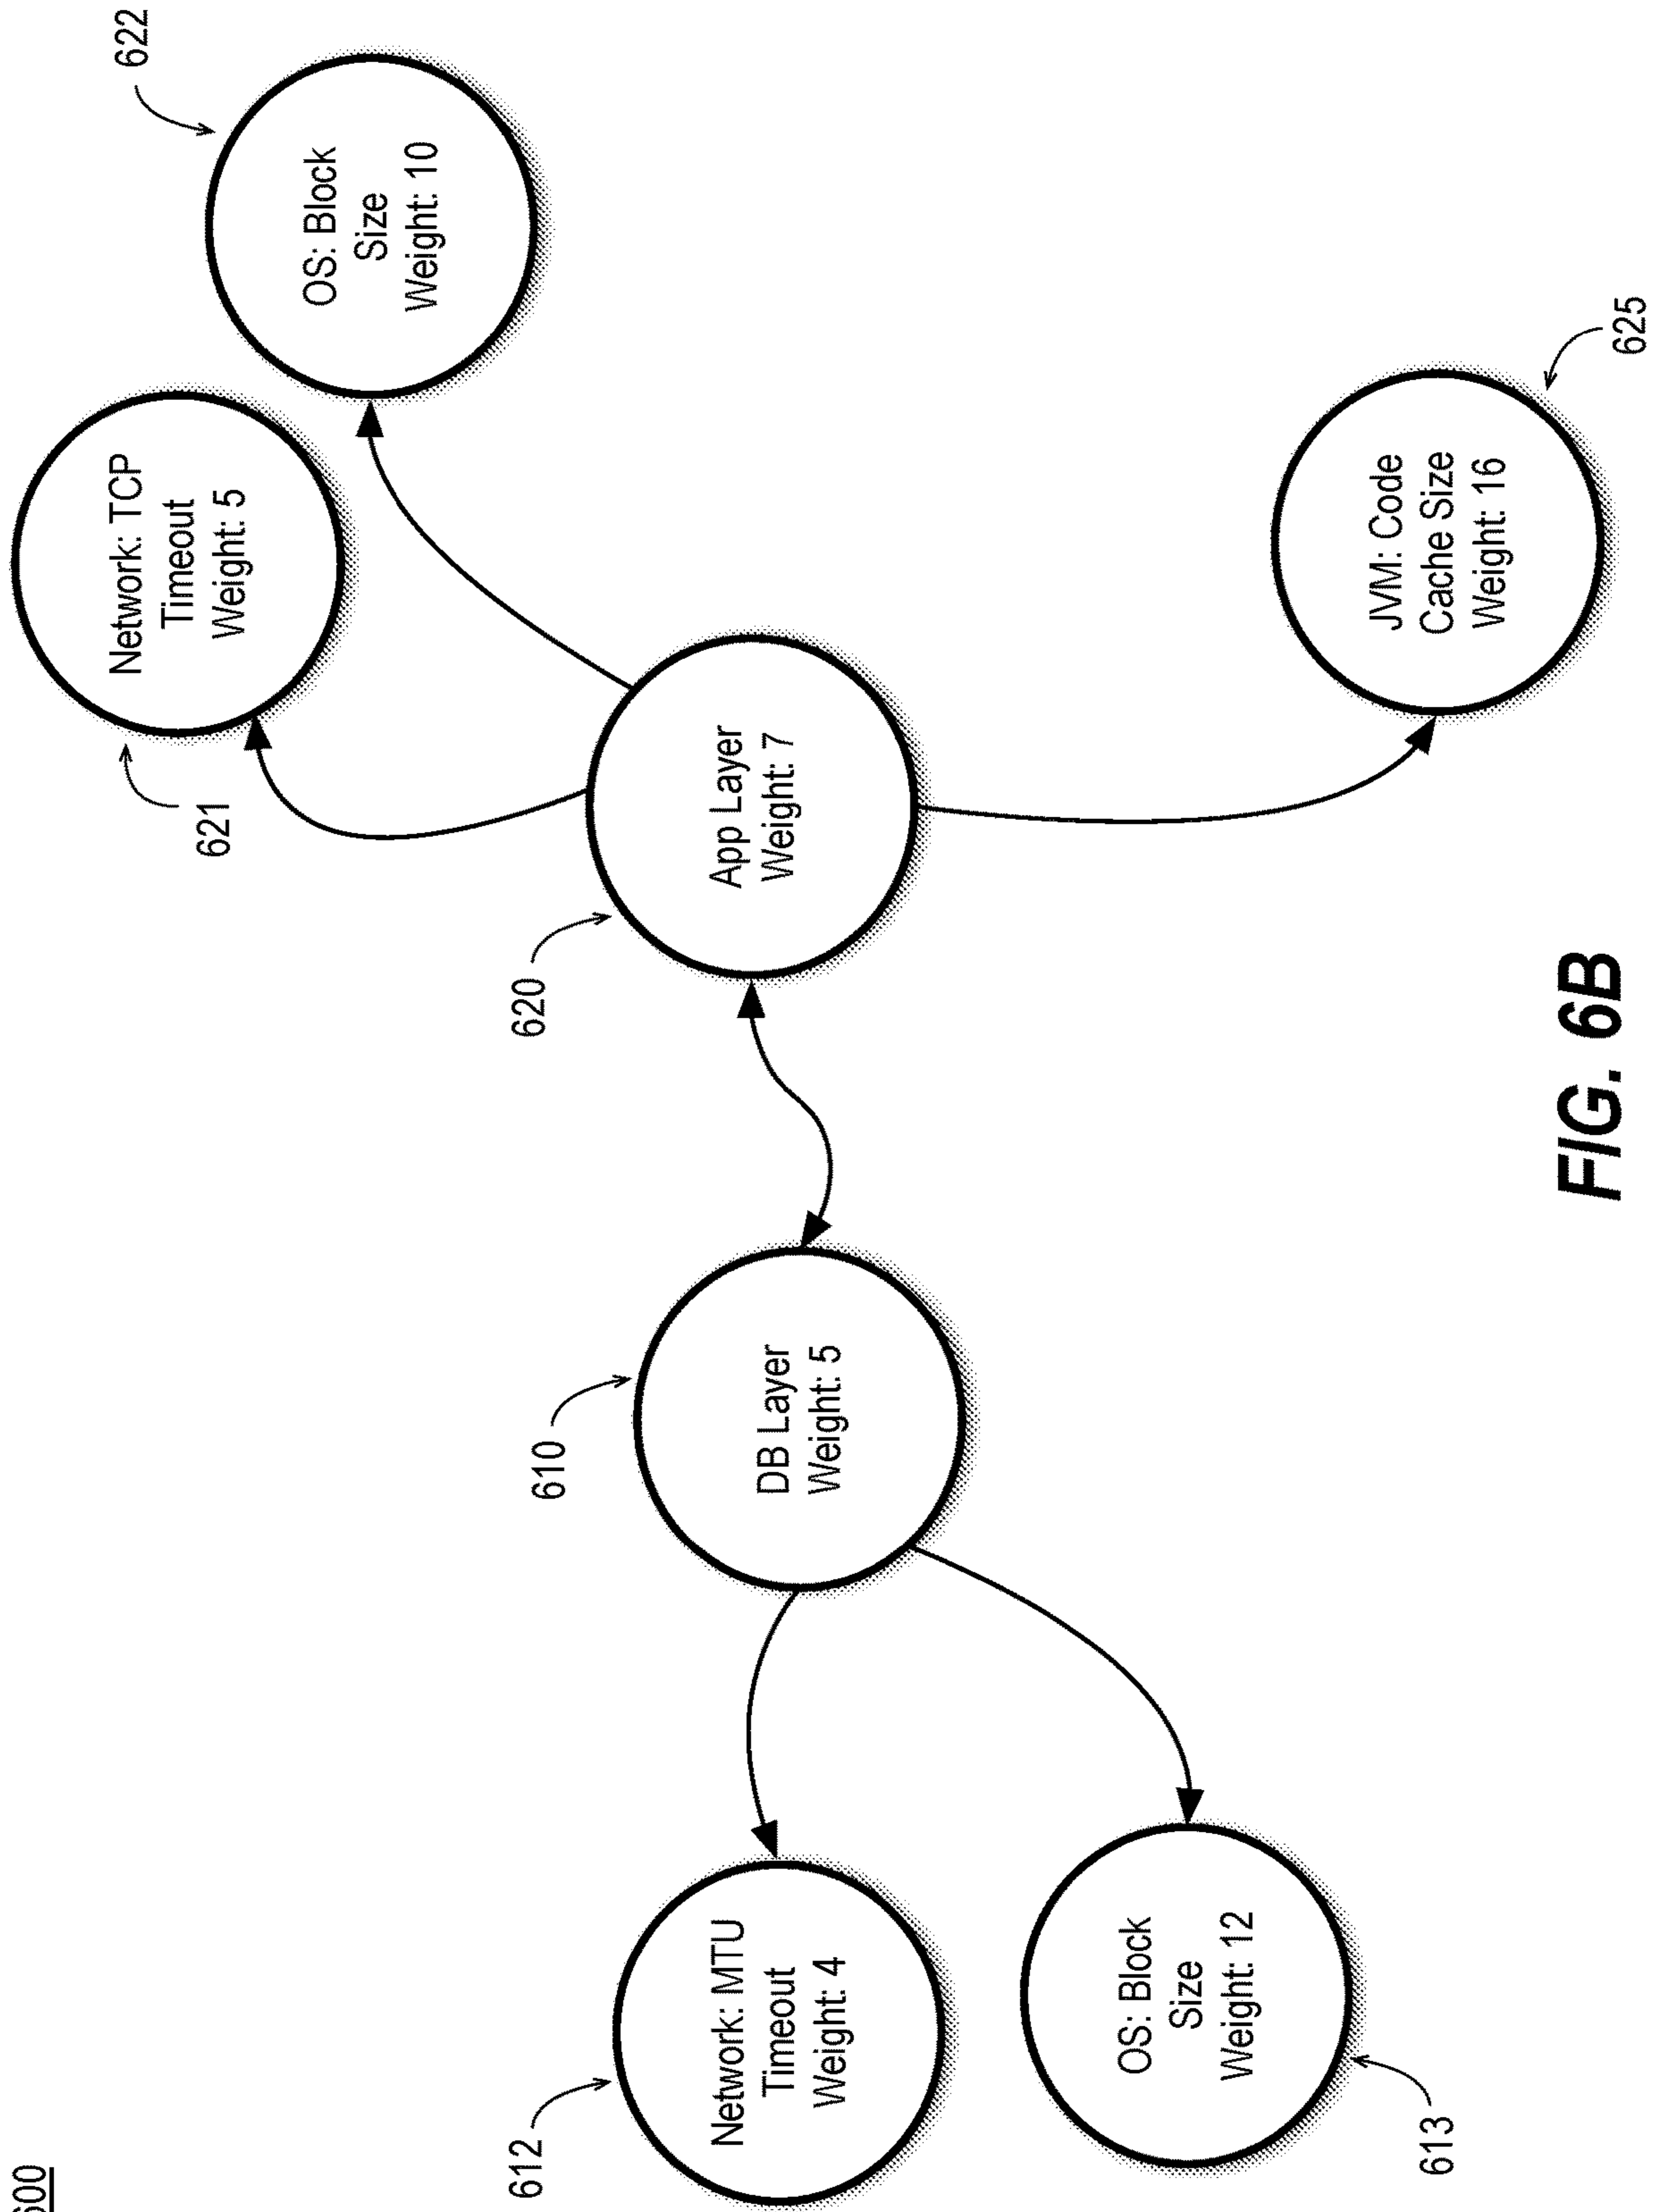 600
612
Network: MTU
Timeout
Weight: 4
613
OS: Block
Size
Weight: 12
610
DB Layer
Weight: 5
620
App Layer
Weight: 7
621
Network: TCP
Timeout
Weight: 5
622
OS: Block
Size
Weight: 10
625
JVM: Code
Cache Size
Weight: 16
FIG. 6B